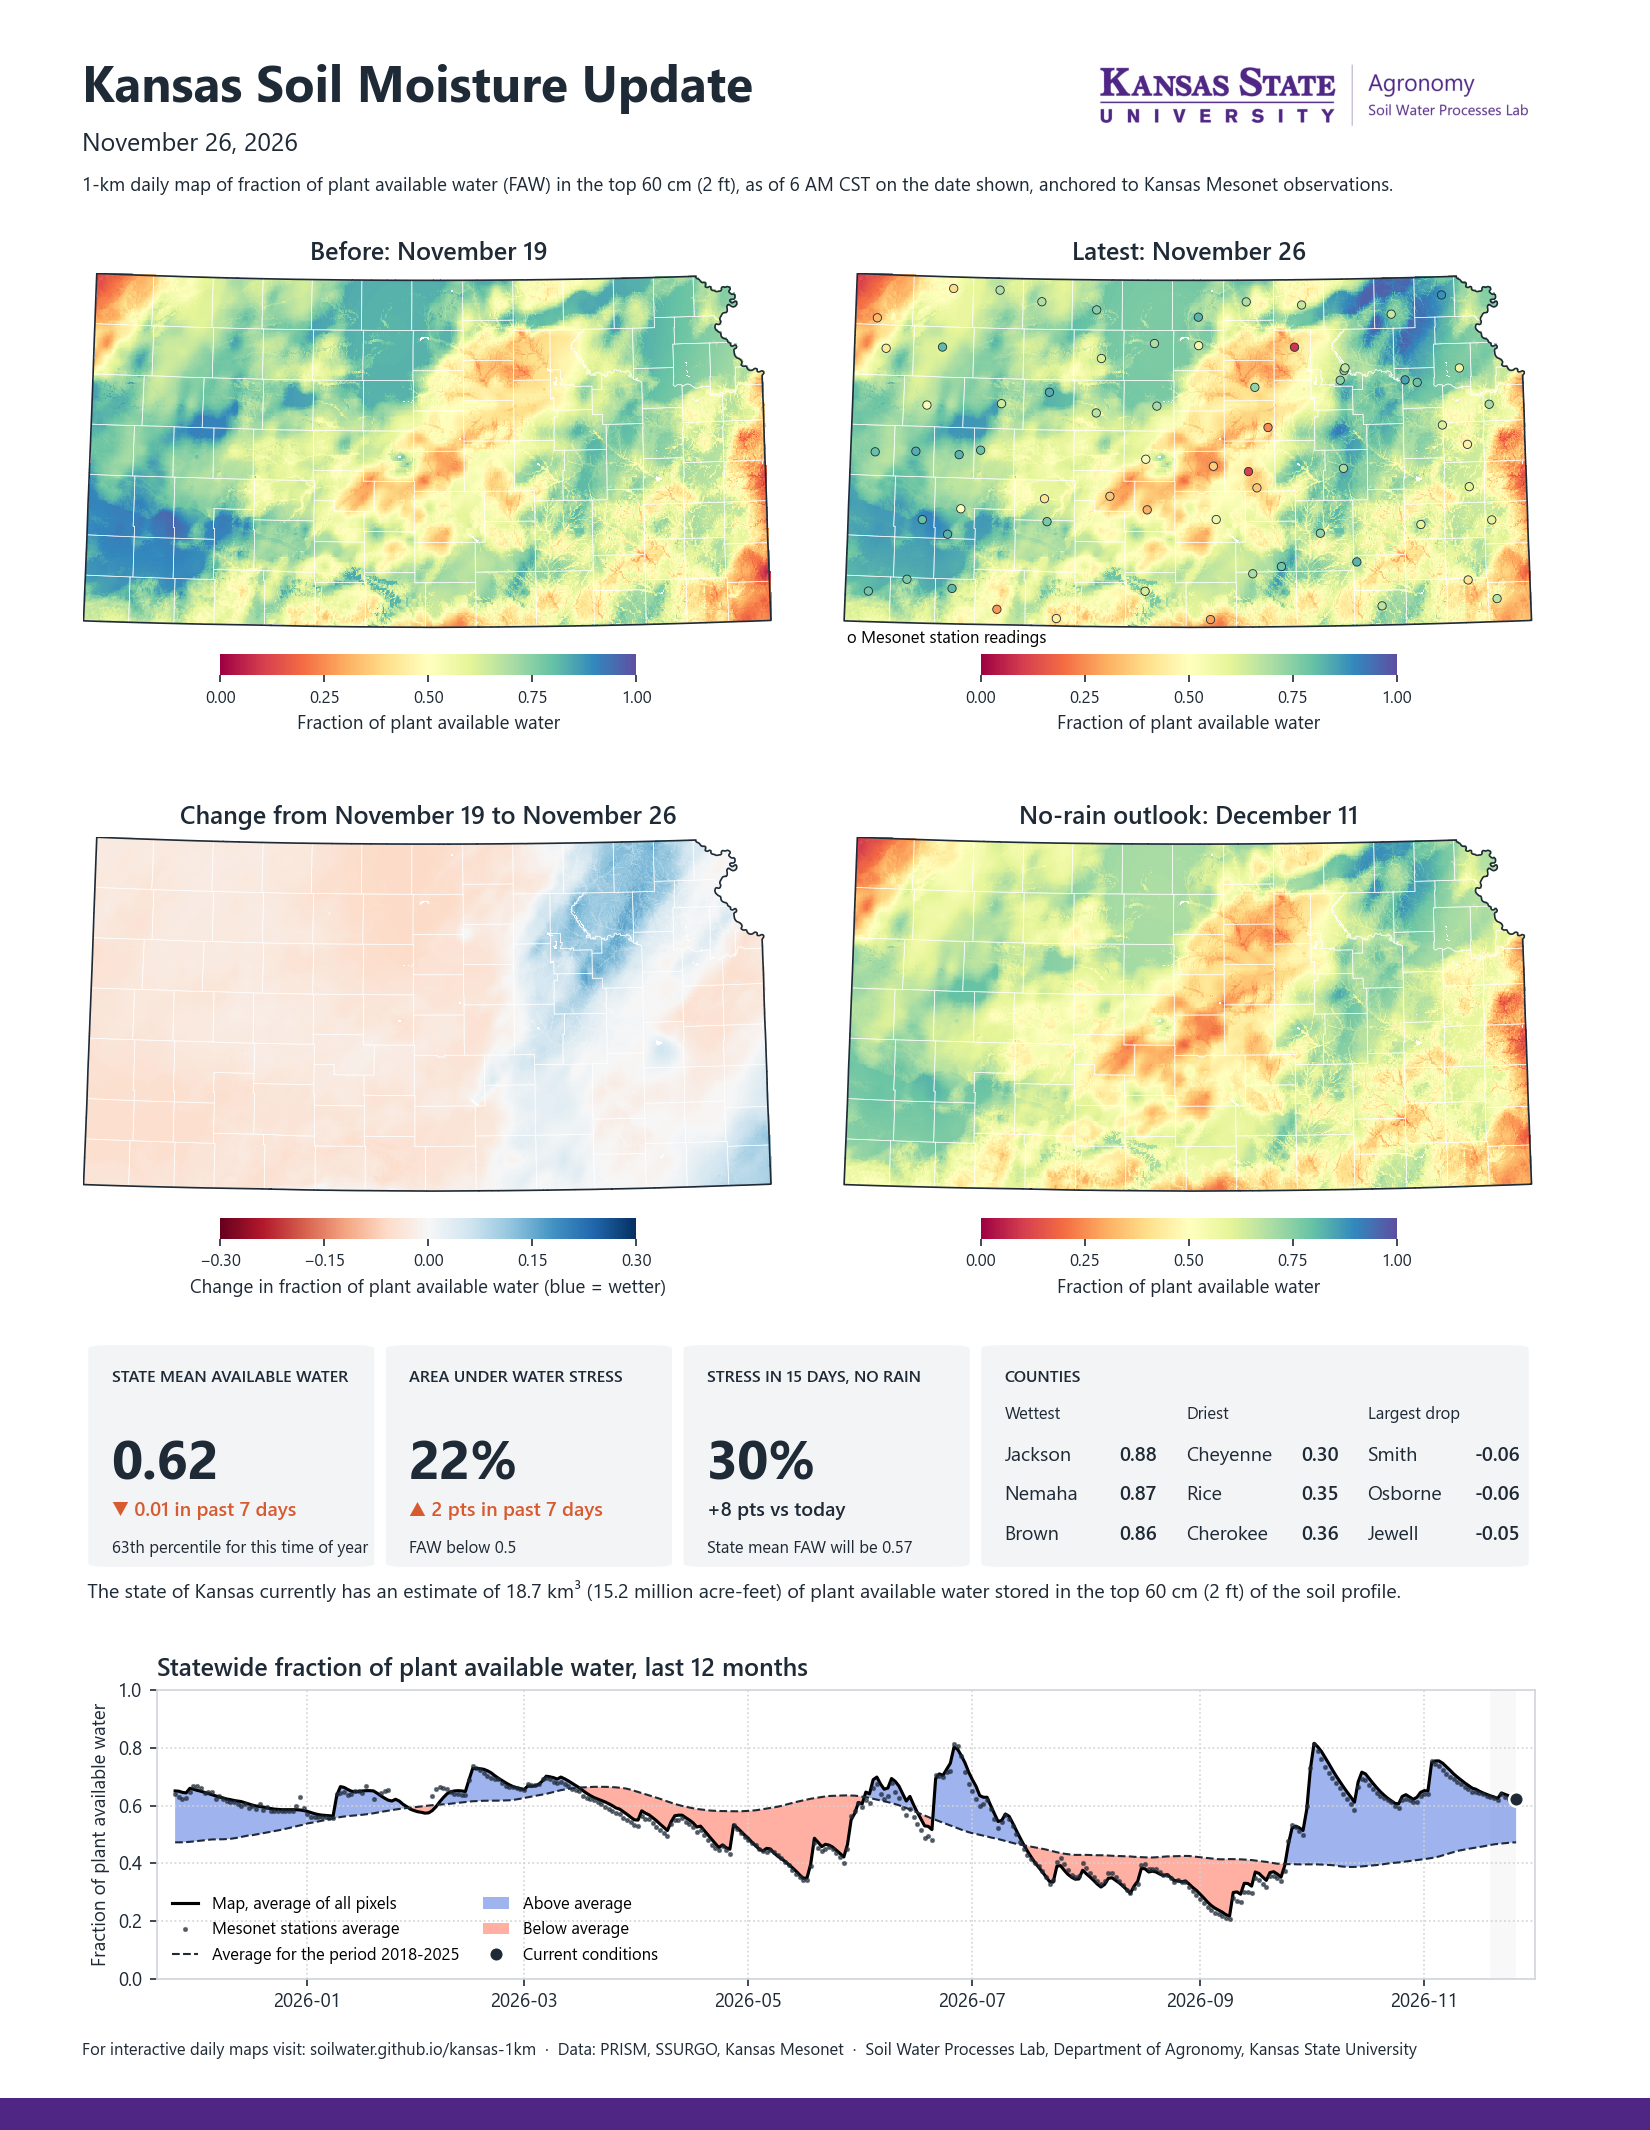 Kansas Soil Moisture Update
KANSAS STATE
UNIVERSITY
Agronomy
Soil Water Processes Lab
November 26, 2026
1-km daily map of fraction of plant available water (FAW) in the top 60 cm (2 ft), as of 6 AM CST on the date shown, anchored to Kansas Mesonet observations.
Before: November 19
Latest: November 26
o Mesonet station readings
0.00 0.25 0.50 0.75 1.00
Fraction of plant available water
0.00 0.25 0.50 0.75 1.00
Fraction of plant available water
Change from November 19 to November 26
No-rain outlook: December 11
−0.30 −0.15 0.00 0.15 0.30
Change in fraction of plant available water (blue = wetter)
0.00 0.25 0.50 0.75 1.00
Fraction of plant available water
STATE MEAN AVAILABLE WATER
0.62
▼ 0.01 in past 7 days
63th percentile for this time of year
AREA UNDER WATER STRESS
22%
▲ 2 pts in past 7 days
FAW below 0.5
STRESS IN 15 DAYS, NO RAIN
30%
+8 pts vs today
State mean FAW will be 0.57
COUNTIES
Wettest Driest Largest drop
Jackson 0.88 Cheyenne 0.30 Smith -0.06
Nemaha 0.87 Rice 0.35 Osborne -0.06
Brown 0.86 Cherokee 0.36 Jewell -0.05
The state of Kansas currently has an estimate of 18.7 km³ (15.2 million acre-feet) of plant available water stored in the top 60 cm (2 ft) of the soil profile.
Statewide fraction of plant available water, last 12 months
Fraction of plant available water
1.0
0.8
0.6
0.4
0.2
0.0
Map, average of all pixels
Mesonet stations average
Average for the period 2018-2025
Above average
Below average
Current conditions
2026-01 2026-03 2026-05 2026-07 2026-09 2026-11
For interactive daily maps visit: soilwater.github.io/kansas-1km · Data: PRISM, SSURGO, Kansas Mesonet · Soil Water Processes Lab, Department of Agronomy, Kansas State University